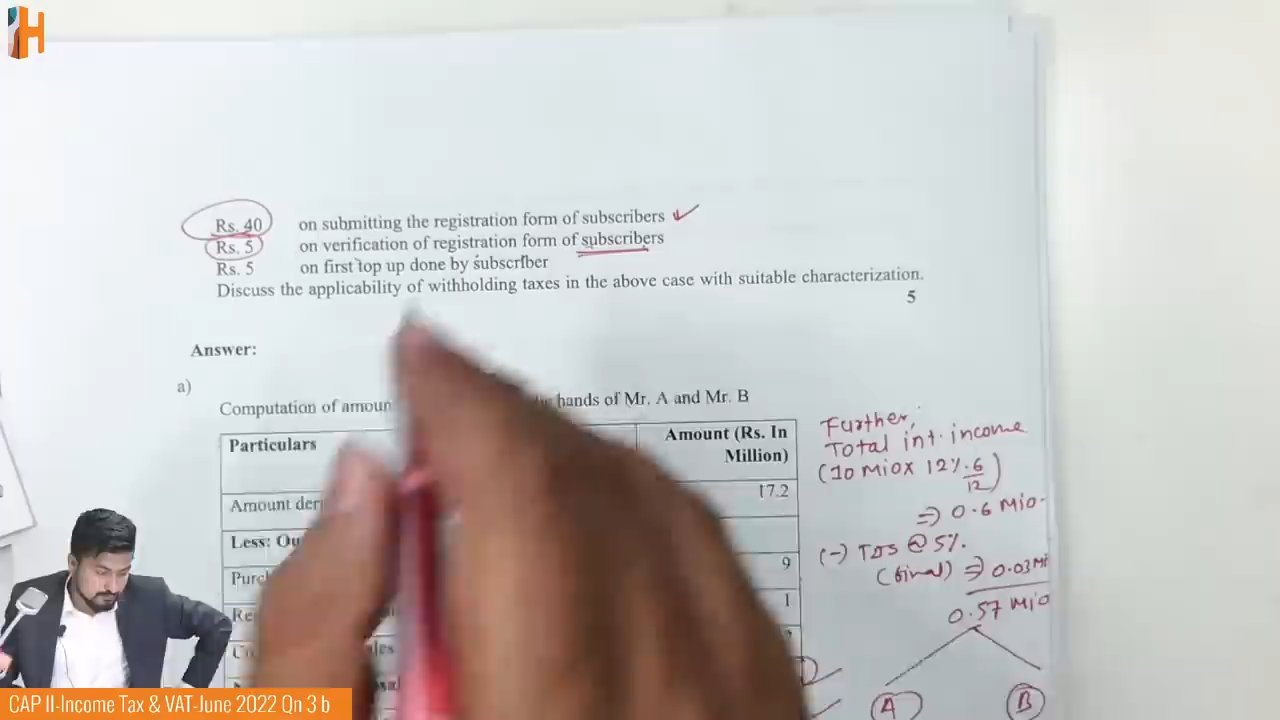 H
Rs. 40 on submitting the registration form of subscribers
Rs. 5 on verification of registration form of subscribers
Rs. 5 on first top up done by subscriber
Discuss the applicability of withholding taxes in the above case with suitable characterization.
5
Answer:
a)
Computation of amoun hands of Mr. A and Mr. B
Particulars Amount (Rs. In Million)
Amount der 17.2
Less: Ou
Purc 9
Re 1
Further,
Total int. income
(10 Mio x 12% . 6/12)
⇒ 0.6 Mio.
(-) TDS @ 5%.
(final) ⇒ 0.03 Mi
0.57 Mio
A B
CAP II-Income Tax & VAT-June 2022 Qn 3 b